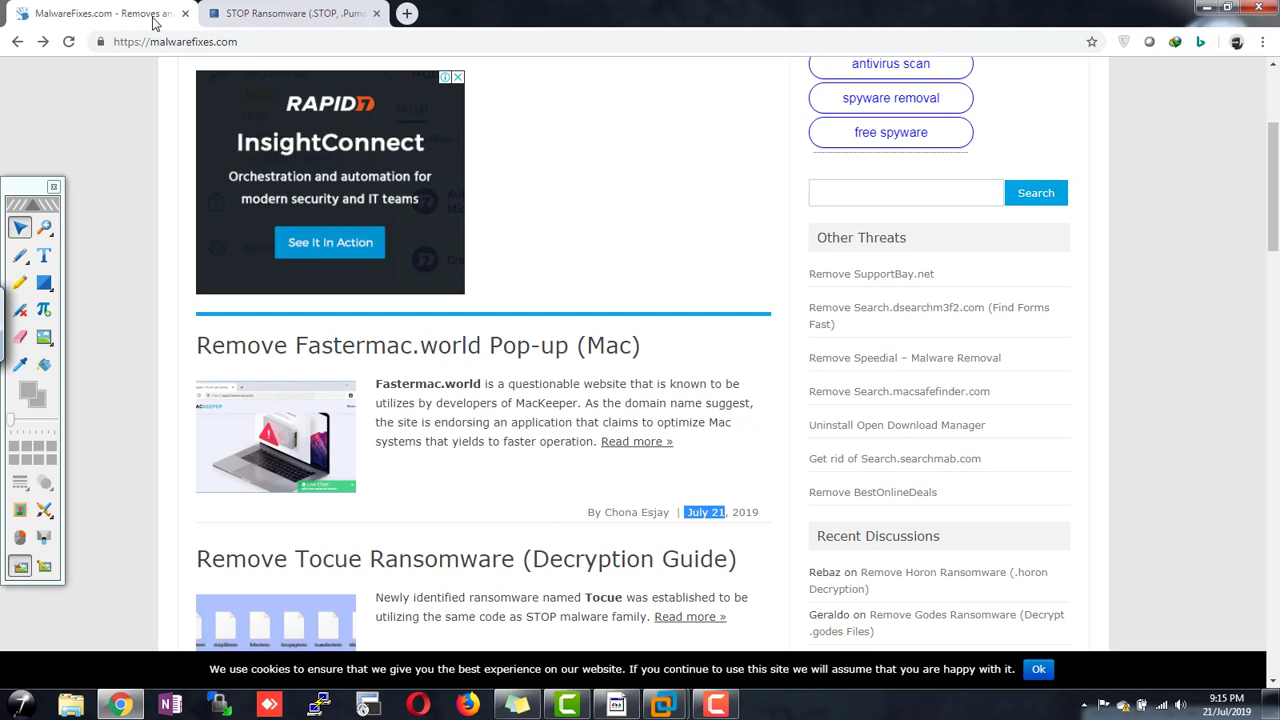 MalwareFixes.com - Removes an
STOP Ransomware (.STOP, .Puma
https://malwarefixes.com
RAPID7
InsightConnect
Orchestration and automation for
modern security and IT teams
See It In Action
antivirus scan
spyware removal
free spyware
Search
Other Threats
Remove SupportBay.net
Remove Search.dsearchm3f2.com (Find Forms
Fast)
Remove Speedial – Malware Removal
Remove Search.macsafefinder.com
Uninstall Open Download Manager
Get rid of Search.searchmab.com
Remove BestOnlineDeals
Recent Discussions
Rebaz on Remove Horon Ransomware (.horon
Decryption)
Geraldo on Remove Godes Ransomware (Decrypt
.godes Files)
Remove Fastermac.world Pop-up (Mac)
Fastermac.world is a questionable website that is known to be
utilizes by developers of MacKeeper. As the domain name suggest,
the site is endorsing an application that claims to optimize Mac
systems that yields to faster operation. Read more »
By Chona Esjay | July 21, 2019
Remove Tocue Ransomware (Decryption Guide)
Newly identified ransomware named Tocue was established to be
utilizing the same code as STOP malware family. Read more »
We use cookies to ensure that we give you the best experience on our website. If you continue to use this site we will assume that you are happy with it.
Ok
9:15 PM
21/Jul/2019